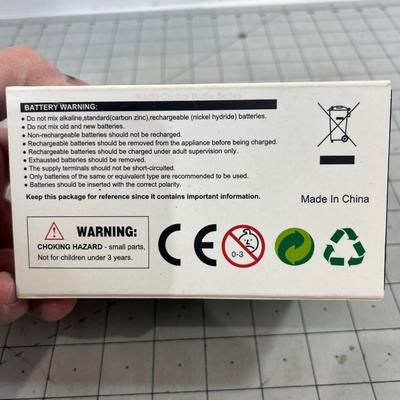 Radio Control Buggy Series
BATTERY WARNING:
• Do not mix alkaline,standard(carbon zinc),rechargeable (nickel hydride) batteries.
• Do not mix old and new batteries.
• Non-rechargeable batteries should not be recharged.
• Rechargeable batteries should be removed from the appliance before being charged.
• Rechargeable batteries should be charged under adult supervision only.
• Exhausted batteries should be removed.
• The supply terminals should not be short-circuited.
• Only batteries of the same or equivalent type are recommended to be used.
• Batteries should be inserted with the correct polarity.
Keep this package for reference since it contains important information.
Made In China
WARNING:
CHOKING HAZARD - small parts,
Not for children under 3 years.
CE
0-3